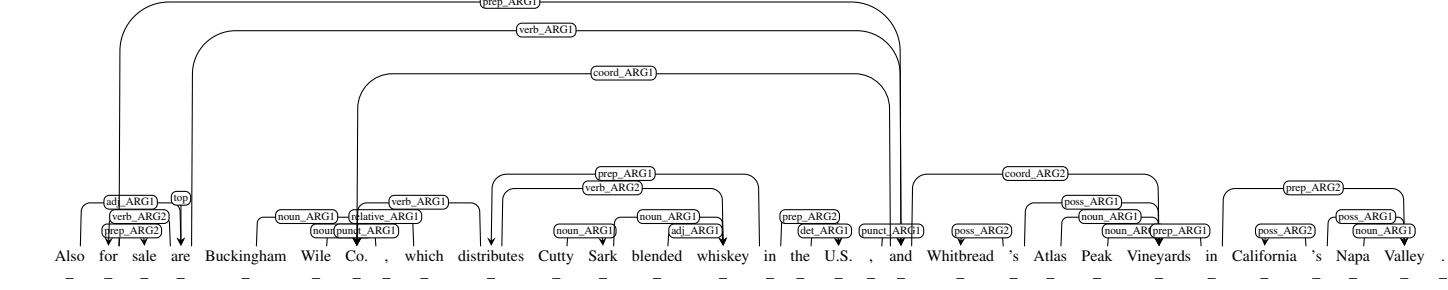 prep_ARG1
verb_ARG1
coord_ARG1
prep_ARG1 coord_ARG2
verb_ARG2 prep_ARG2
adj_ARG1 top verb_ARG1 poss_ARG1
verb_ARG2 noun_ARG1 relative_ARG1 noun_ARG1 prep_ARG2 noun_ARG1 poss_ARG1
prep_ARG2 punct_ARG1 noun_ARG1 adj_ARG1 det_ARG1 punct_ARG1 poss_ARG2 prep_ARG1 poss_ARG2 noun_ARG1
Also for sale are Buckingham Wile Co. , which distributes Cutty Sark blended whiskey in the U.S. , and Whitbread 's Atlas Peak Vineyards in California 's Napa Valley .
_ _ _ _ _ _ _ _ _ _ _ _ _ _ _ _ _ _ _ _ _ _ _ _ _ _ _ _ _ _